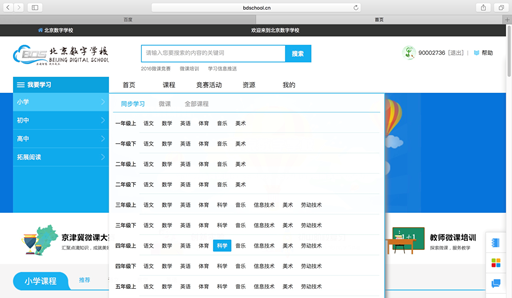 bdschool.cn
百度
首页
北京数字学校
欢迎来到北京数字学校
BDS 北京数字学校
BEIJING DIGITAL SCHOOL
请输入您要搜索的内容的关键词
搜索
90002736 [退出]
帮助
2016微课竞赛 微课培训 学习信息推送
我要学习
首页 课程 竞赛活动 资源 我的
小学
初中
高中
拓展阅读
同步学习 微课 全部课程
一年级上 语文 数学 英语 体育 音乐 美术
一年级下 语文 数学 英语 体育 音乐 美术
二年级上 语文 数学 英语 体育 音乐 美术
二年级下 语文 数学 英语 体育 音乐 美术
三年级上 语文 数学 英语 体育 科学 音乐 信息技术 美术 劳动技术
三年级下 语文 数学 英语 体育 科学 音乐 信息技术 美术 劳动技术
四年级上 语文 数学 英语 体育 科学 音乐 信息技术 美术 劳动技术
四年级下 语文 数学 英语 体育 科学 音乐 信息技术 美术 劳动技术
五年级上 语文 数学 英语 体育 科学 音乐 信息技术 美术 劳动技术
京津冀微课大
教师微课培训
小学课程
推荐